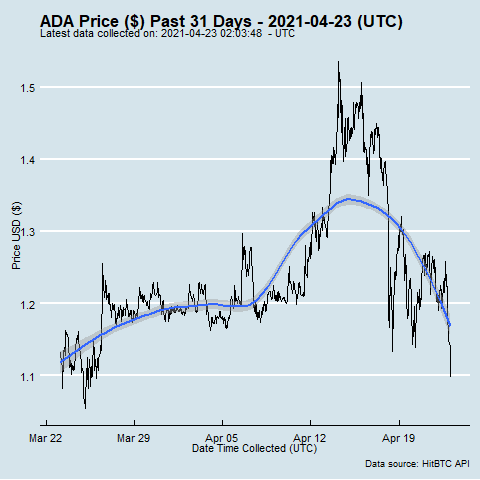 ADA Price ($) Past 31 Days - 2021-04-23 (UTC)
Latest data collected on: 2021-04-23 02:03:48 - UTC
Price USD ($)
1.5
1.4
1.3
1.2
1.1
Mar 22 Mar 29 Apr 05 Apr 12 Apr 19
Date Time Collected (UTC)
Data source: HitBTC API